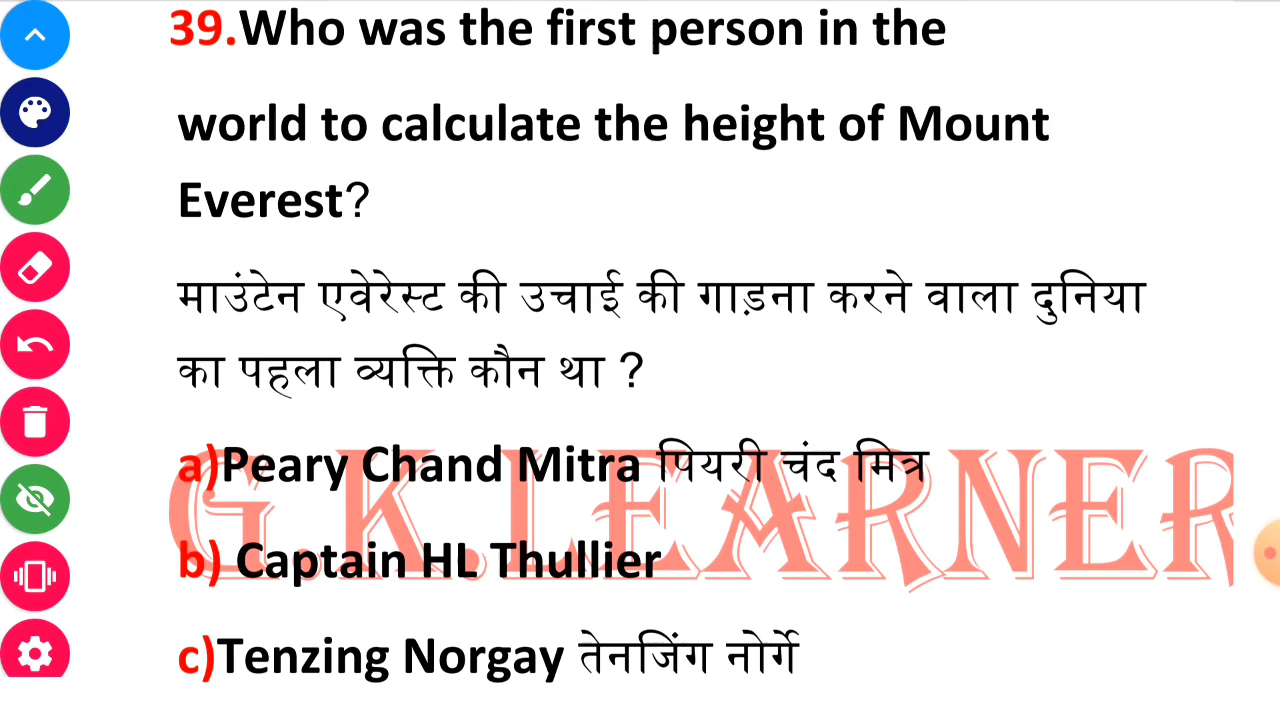 39.Who was the first person in the
world to calculate the height of Mount
Everest?
माउंटेन एवेरेस्ट की उचाई की गाड़ना करने वाला दुनिया
का पहला व्यक्ति कौन था ?
a)Peary Chand Mitra पियरी चंद मित्र
G.K.LEARNER
b) Captain HL Thullier
c)Tenzing Norgay तेनजिंग नोर्गे